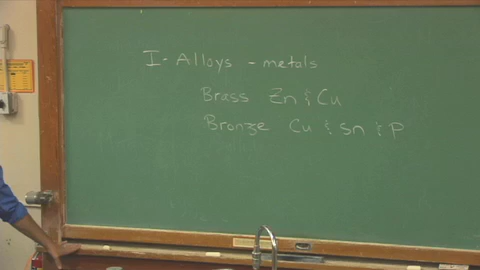 I - Alloys - metals
Brass Zn & Cu
Bronze Cu & Sn & P